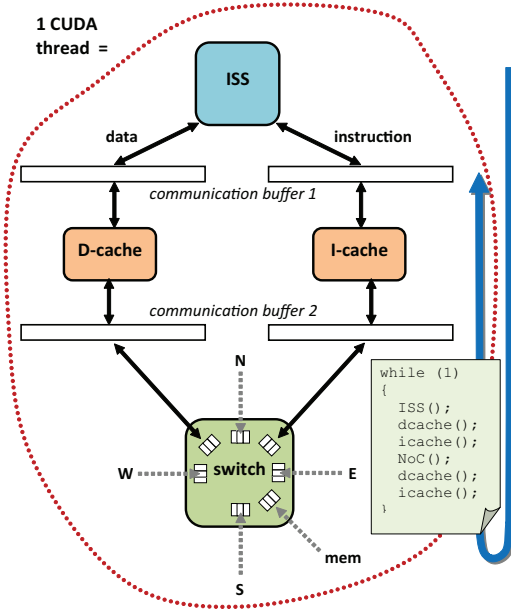 1 CUDA
thread =
ISS
data
instruction
communication buffer 1
D-cache
I-cache
communication buffer 2
N
while (1)
{
ISS();
dcache();
icache();
NoC();
dcache();
icache();
}
W
switch
E
mem
S